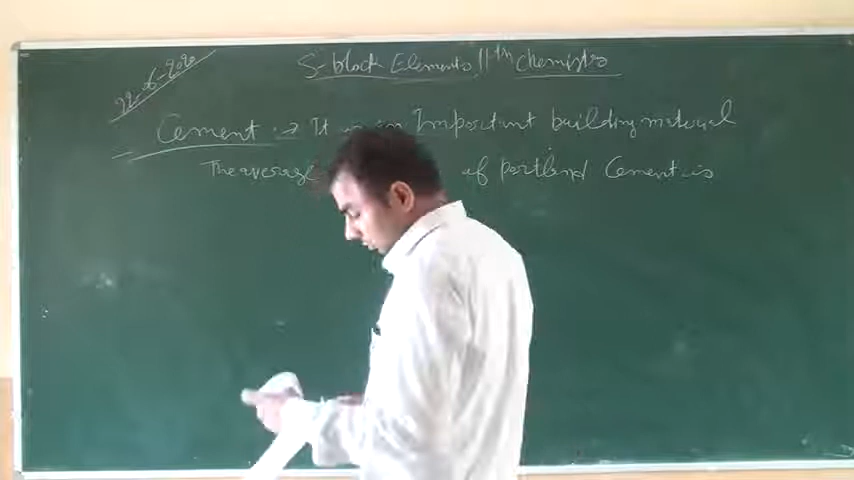 22-06-2020
S-block Elements, 11th Chemistry
Cement :→ It is an Important building material
The average of portland Cement is